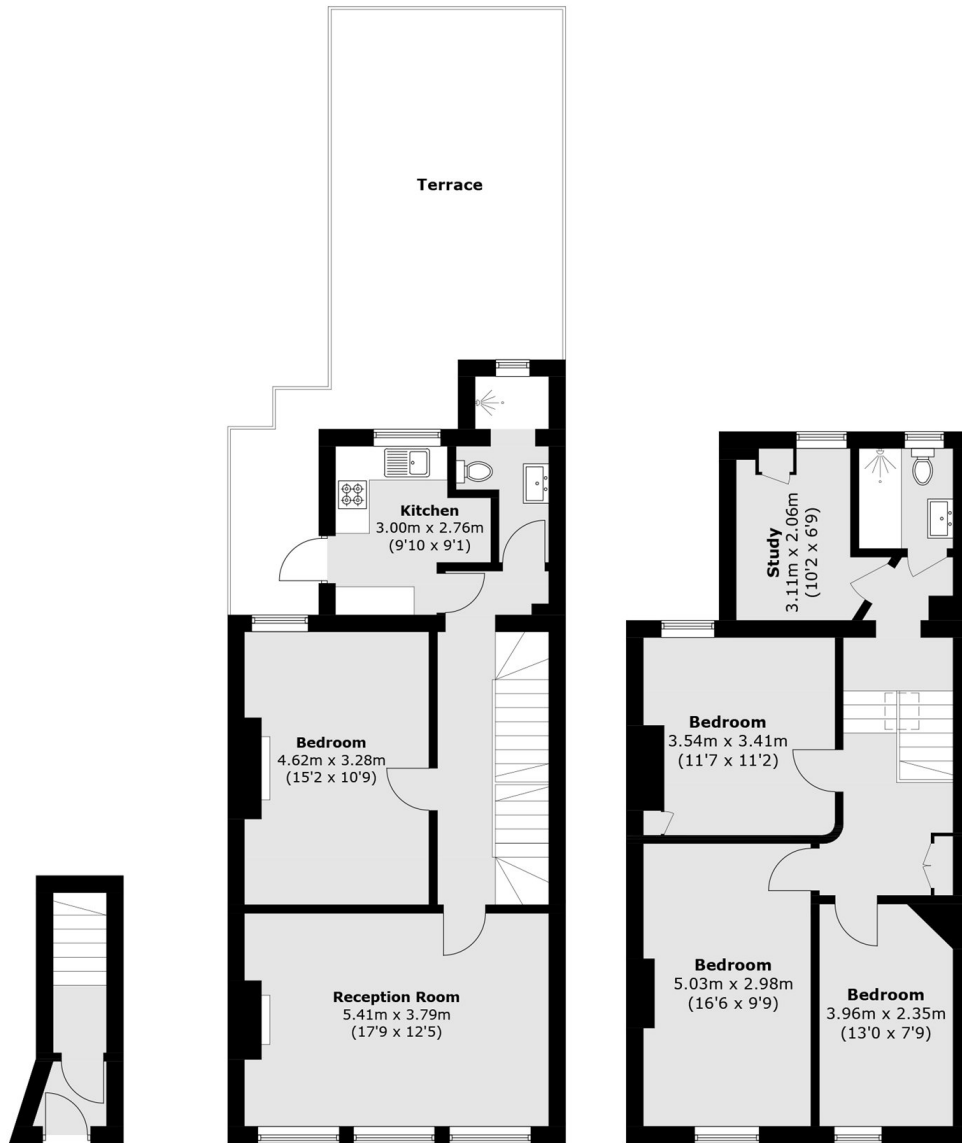 Terrace
Kitchen
3.00m x 2.76m
(9'10 x 9'1)
Bedroom
4.62m x 3.28m
(15'2 x 10'9)
Reception Room
5.41m x 3.79m
(17'9 x 12'5)
Study
3.11m x 2.06m
(10'2 x 6'9)
Bedroom
3.54m x 3.41m
(11'7 x 11'2)
Bedroom
5.03m x 2.98m
(16'6 x 9'9)
Bedroom
3.96m x 2.35m
(13'0 x 7'9)